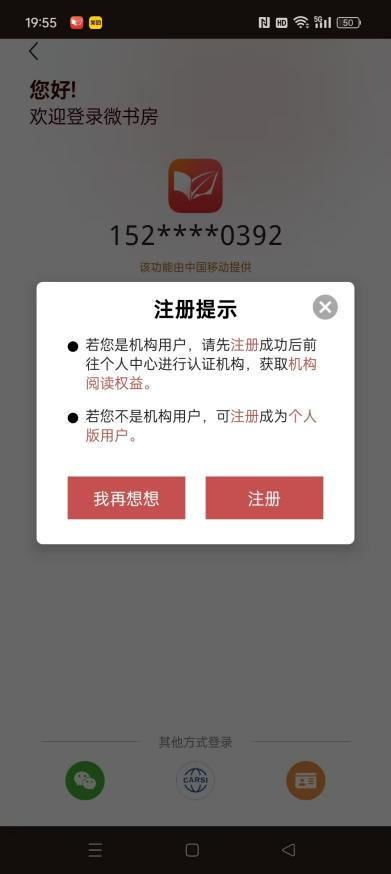 19:55
HD
5G
50
您好!
欢迎登录微书房
152****0392
该功能由中国移动提供
注册提示
若您是机构用户，请先注册成功后前
往个人中心进行认证机构，获取机构
阅读权益。
若您不是机构用户，可注册成为个人
版用户。
我再想想
注册
其他方式登录
CARSI